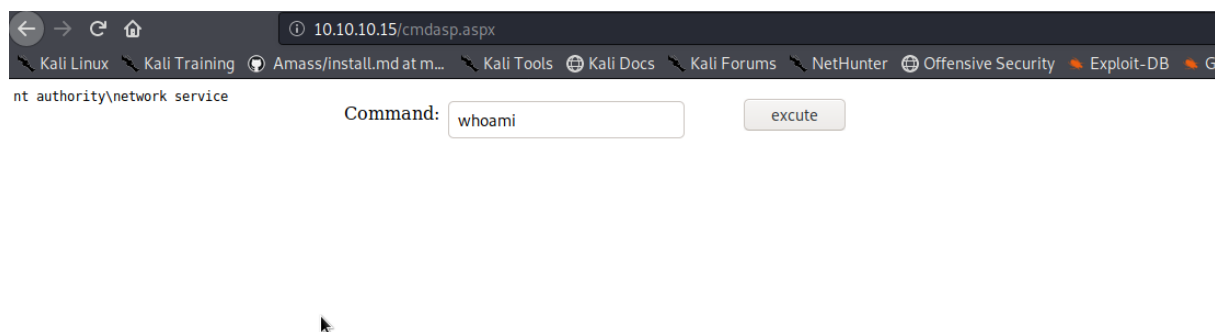 10.10.10.15/cmdasp.aspx
Kali Linux Kali Training Amass/install.md at m... Kali Tools Kali Docs Kali Forums NetHunter Offensive Security Exploit-DB G
nt authority\network service
Command: whoami excute